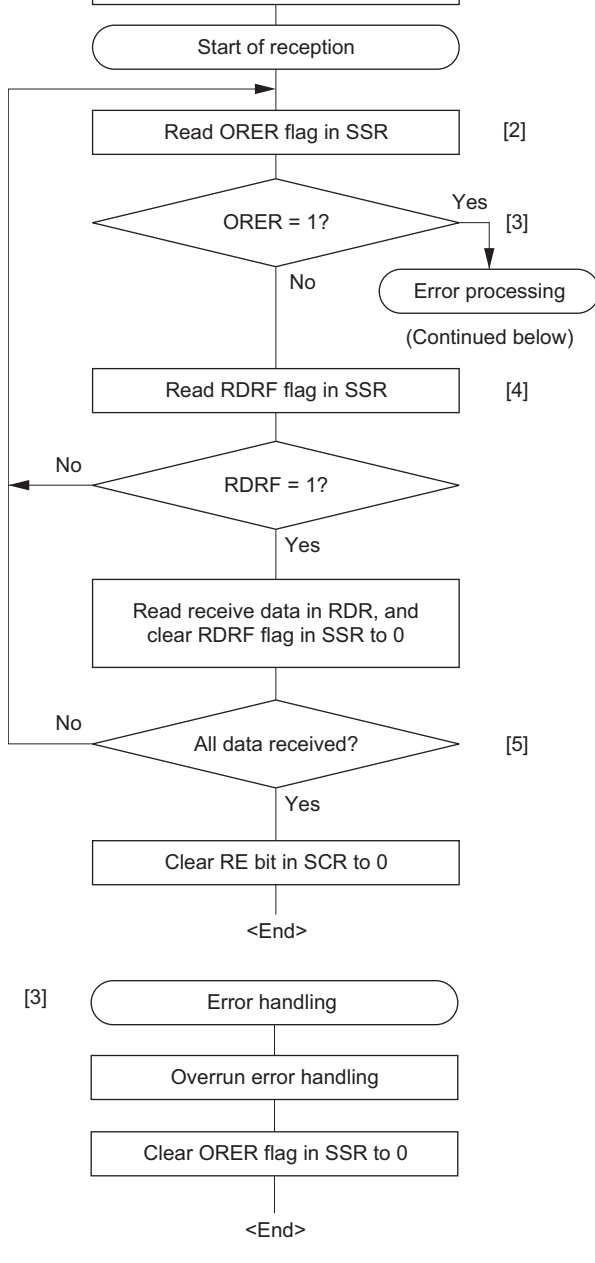 Start of reception
Read ORER flag in SSR
[2]
ORER = 1?
Yes
[3]
No
Error processing
(Continued below)
Read RDRF flag in SSR
[4]
No
RDRF = 1?
Yes
Read receive data in RDR, and
clear RDRF flag in SSR to 0
No
All data received?
[5]
Yes
Clear RE bit in SCR to 0
<End>
[3]
Error handling
Overrun error handling
Clear ORER flag in SSR to 0
<End>